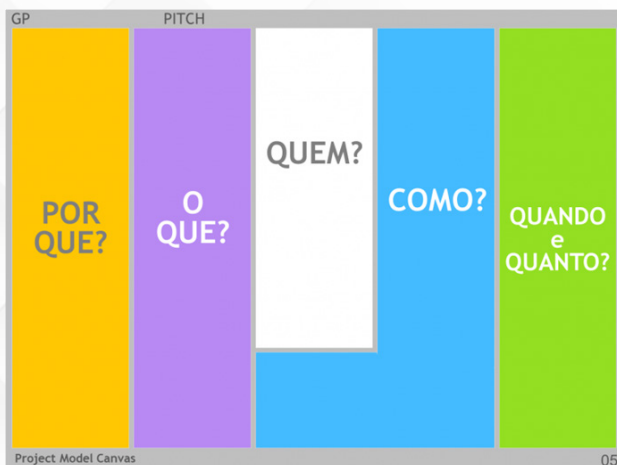 GP PITCH
POR
QUE?
O
QUE?
QUEM?
COMO?
QUANDO
e
QUANTO?
Project Model Canvas 05